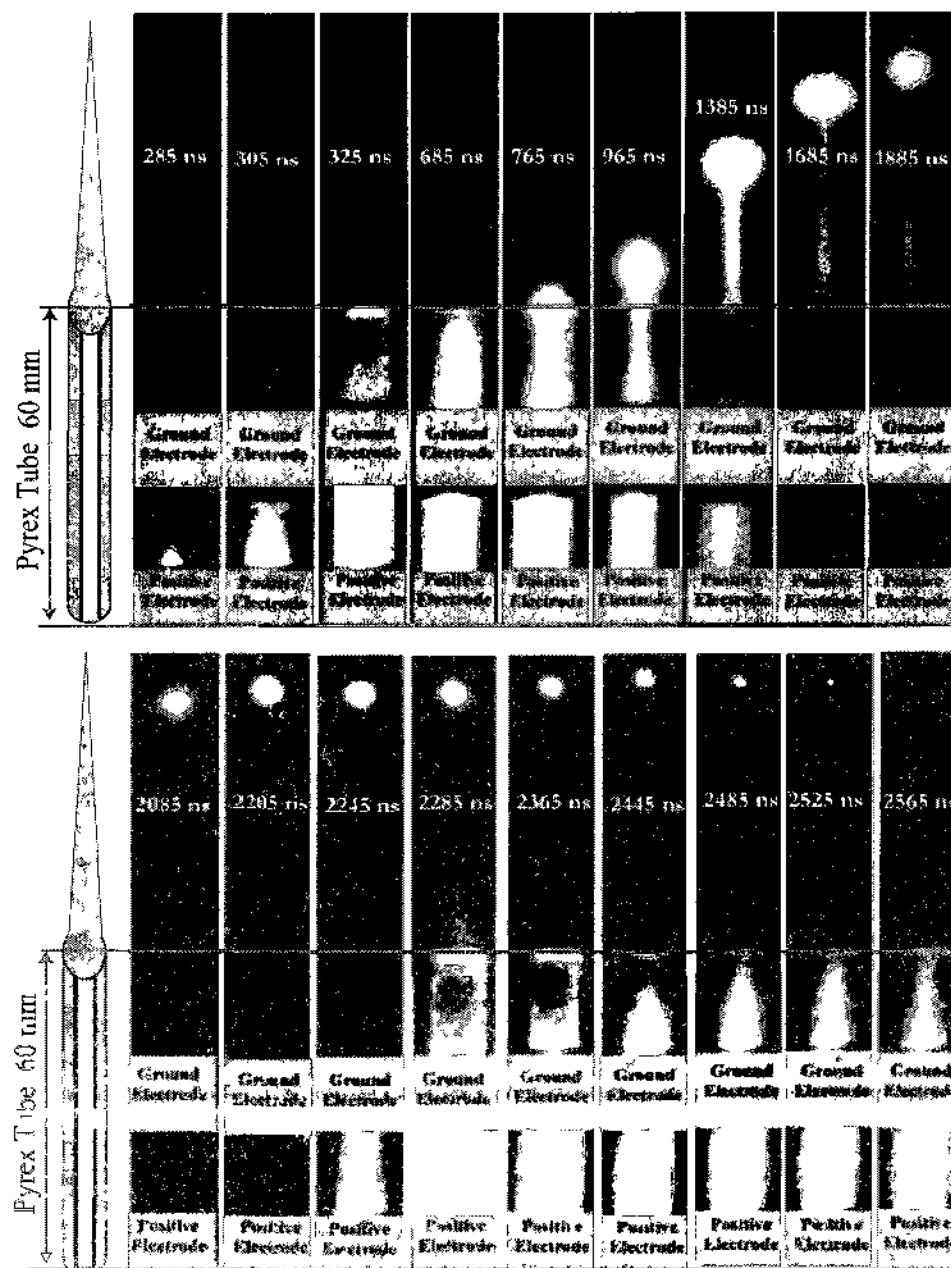 1385 ns
285 ns 305 ns 325 ns 685 ns 765 ns 965 ns 1685 ns 1885 ns
Pyrex Tube 60 mm
Ground Ground Ground Ground Ground Ground Ground Ground Ground
Electrode Electrode Electrode Electrode Electrode Electrode Electrode Electrode Electrode
Positive Positive Positive Positive Positive Positive Positive Positive Positive
Electrode Electrode Electrode Electrode Electrode Electrode Electrode Electrode Electrode
2085 ns 2205 ns 2245 ns 2285 ns 2365 ns 2445 ns 2485 ns 2525 ns 2565 ns
Pyrex Tube 60 mm
Ground Ground Ground Ground Ground Ground Ground Ground Ground
Electrode Electrode Electrode Electrode Electrode Electrode Electrode Electrode Electrode
Positive Positive Positive Positive Positive Positive Positive Positive Positive
Electrode Electrode Electrode Electrode Electrode Electrode Electrode Electrode Electrode